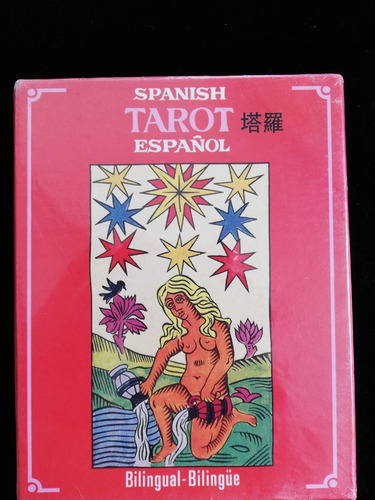 SPANISH
TAROT 塔羅
ESPAÑOL
Bilingual-Bilingüe